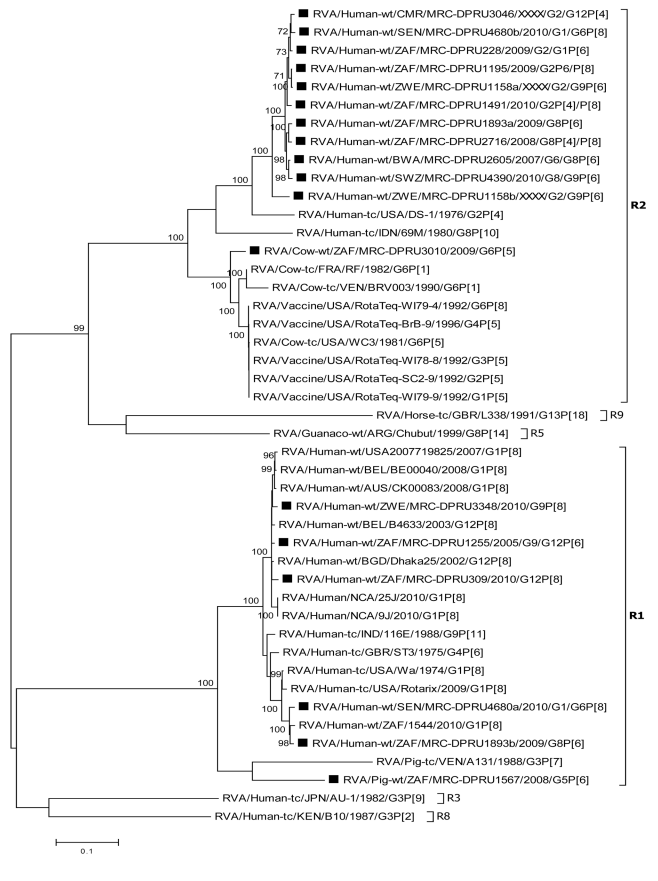 RVA/Human-wt/CMR/MRC-DPRU3046/XXXX/G2/G12P[4]
72
RVA/Human-wt/SEN/MRC-DPRU4680b/2010/G1/G6P[8]
73
RVA/Human-wt/ZAF/MRC-DPRU228/2009/G2/G1P[6]
RVA/Human-wt/ZAF/MRC-DPRU1195/2009/G2P6/P[8]
71
100
RVA/Human-wt/ZWE/MRC-DPRU1158a/XXXX/G2/G9P[6]
RVA/Human-wt/ZAF/MRC-DPRU1491/2010/G2P[4]/P[8]
100
RVA/Human-wt/ZAF/MRC-DPRU1893a/2009/G8P[6]
100
RVA/Human-wt/ZAF/MRC-DPRU2716/2008/G8P[4]/P[8]
100
98
RVA/Human-wt/BWA/MRC-DPRU2605/2007/G6/G8P[6]
98
RVA/Human-wt/SWZ/MRC-DPRU4390/2010/G8/G9P[6]
100
RVA/Human-wt/ZWE/MRC-DPRU1158b/XXXX/G2/G9P[6]
R2
RVA/Human-tc/USA/DS-1/1976/G2P[4]
RVA/Human-tc/IDN/69M/1980/G8P[10]
100
RVA/Cow-wt/ZAF/MRC-DPRU3010/2009/G6P[5]
100
RVA/Cow-tc/FRA/RF/1982/G6P[1]
100
RVA/Cow-tc/VEN/BRV003/1990/G6P[1]
RVA/Vaccine/USA/RotaTeq-WI79-4/1992/G6P[8]
100
RVA/Vaccine/USA/RotaTeq-BrB-9/1996/G4P[5]
100
99
RVA/Cow-tc/USA/WC3/1981/G6P[5]
RVA/Vaccine/USA/RotaTeq-WI78-8/1992/G3P[5]
RVA/Vaccine/USA/RotaTeq-SC2-9/1992/G2P[5]
RVA/Vaccine/USA/RotaTeq-WI79-9/1992/G1P[5]
RVA/Horse-tc/GBR/L338/1991/G13P[18] R9
RVA/Guanaco-wt/ARG/Chubut/1999/G8P[14] R5
96
RVA/Human-wt/USA2007719825/2007/G1P[8]
99
RVA/Human-wt/BEL/BE00040/2008/G1P[8]
RVA/Human-wt/AUS/CK00083/2008/G1P[8]
RVA/Human-wt/ZWE/MRC-DPRU3348/2010/G9P[8]
RVA/Human-wt/BEL/B4633/2003/G12P[8]
RVA/Human-wt/ZAF/MRC-DPRU1255/2005/G9/G12P[6]
100
RVA/Human-wt/BGD/Dhaka25/2002/G12P[8]
RVA/Human-wt/ZAF/MRC-DPRU309/2010/G12P[8]
RVA/Human/NCA/25J/2010/G1P[8]
100
100
RVA/Human/NCA/9J/2010/G1P[8]
R1
RVA/Human-tc/IND/116E/1988/G9P[11]
RVA/Human-tc/GBR/ST3/1975/G4P[6]
99
RVA/Human-tc/USA/Wa/1974/G1P[8]
100
RVA/Human-tc/USA/Rotarix/2009/G1P[8]
100
RVA/Human-wt/SEN/MRC-DPRU4680a/2010/G1/G6P[8]
100
RVA/Human-wt/ZAF/1544/2010/G1P[8]
98
RVA/Human-wt/ZAF/MRC-DPRU1893b/2009/G8P[6]
RVA/Pig-tc/VEN/A131/1988/G3P[7]
RVA/Pig-wt/ZAF/MRC-DPRU1567/2008/G5P[6]
RVA/Human-tc/JPN/AU-1/1982/G3P[9] R3
RVA/Human-tc/KEN/B10/1987/G3P[2] R8
0.1